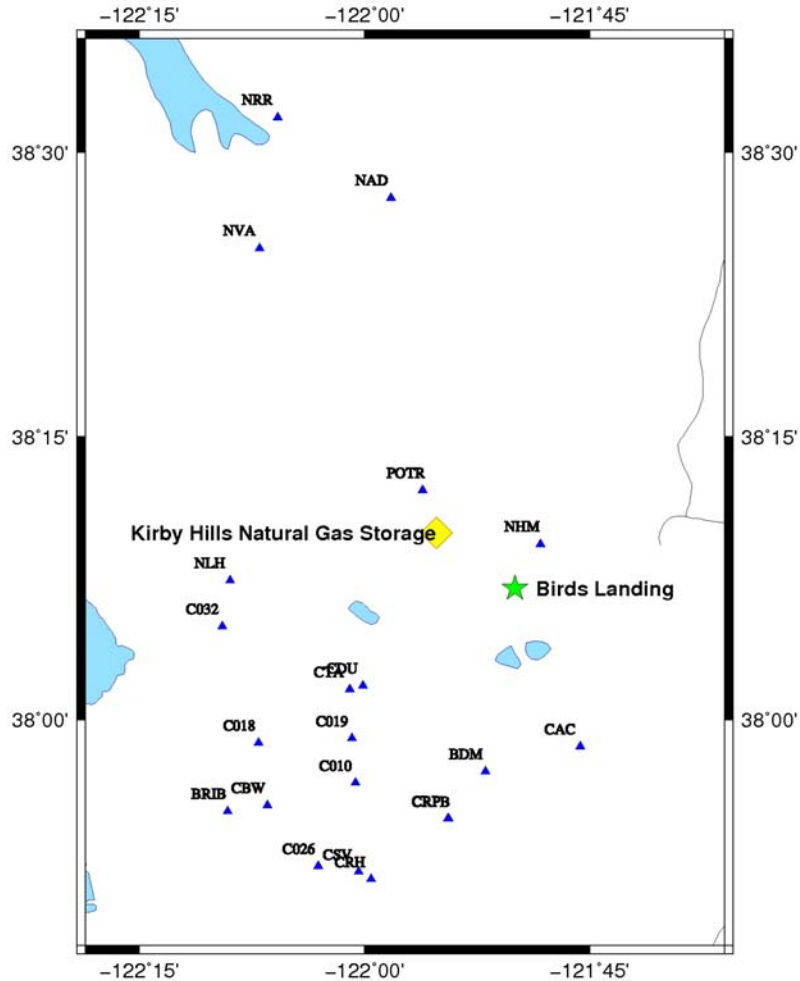 -122˚15' -122˚00' -121˚45'
NRR
38˚30' 38˚30'
NAD
NVA
38˚15' 38˚15'
POTR
NHM
Kirby Hills Natural Gas Storage
NLH
Birds Landing
C032
CTA CDU
38˚00' 38˚00'
C018 C019
CAC
BDM
C010
CBW
BRIB
CRPB
C026
CSV
CRH
-122˚15' -122˚00' -121˚45'